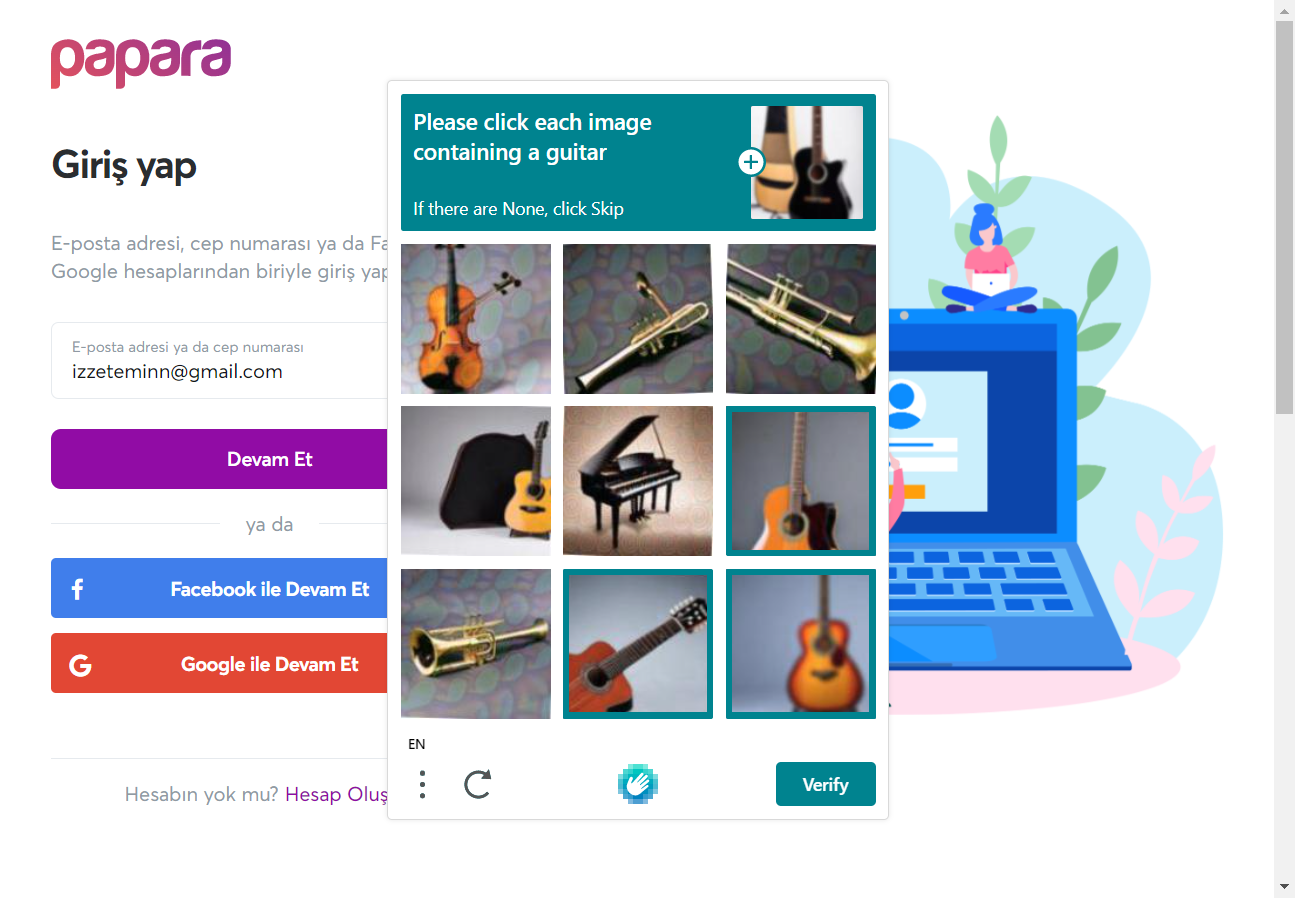 papara
Giriş yap
E-posta adresi, cep numarası ya da Fa
Google hesaplarından biriyle giriş yap
E-posta adresi ya da cep numarası
izzeteminn@gmail.com
Devam Et
ya da
Facebook ile Devam Et
Google ile Devam Et
Hesabın yok mu? Hesap Oluş
Please click each image
containing a guitar
If there are None, click Skip
EN
Verify